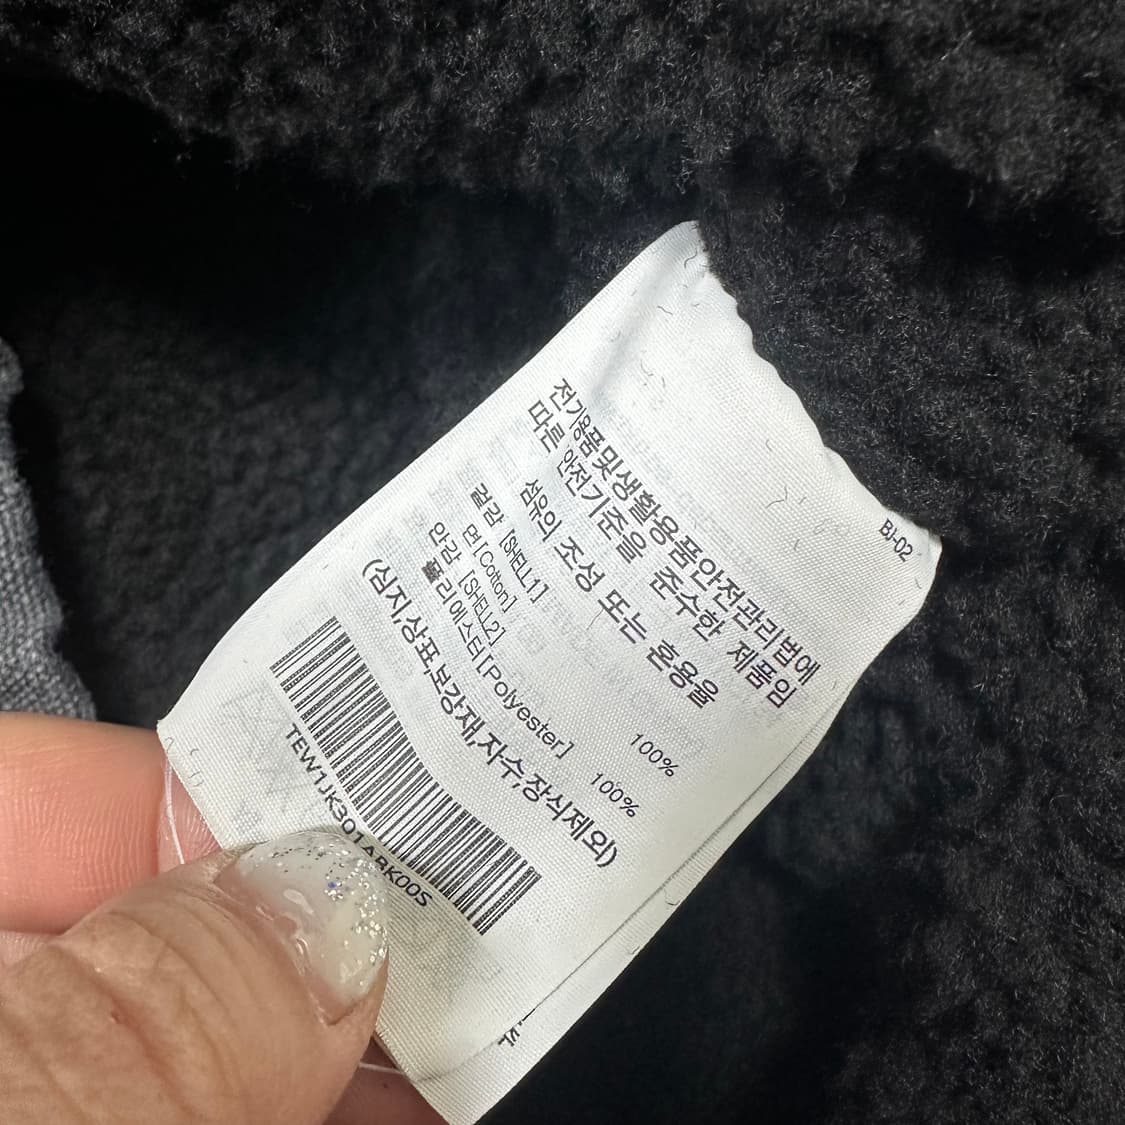 BJ-02
전기용품및생활용품안전관리법에
따른 안전기준을 준수한 제품임
섬유의 조성 또는 혼용율
겉감 [SHELL1]
면[Cotton] 100%
안감 [SHELL2]
폴리에스터[Polyester] 100%
(심지,상표,보강재,자수,장식제외)
TEW1JK301ABK00S